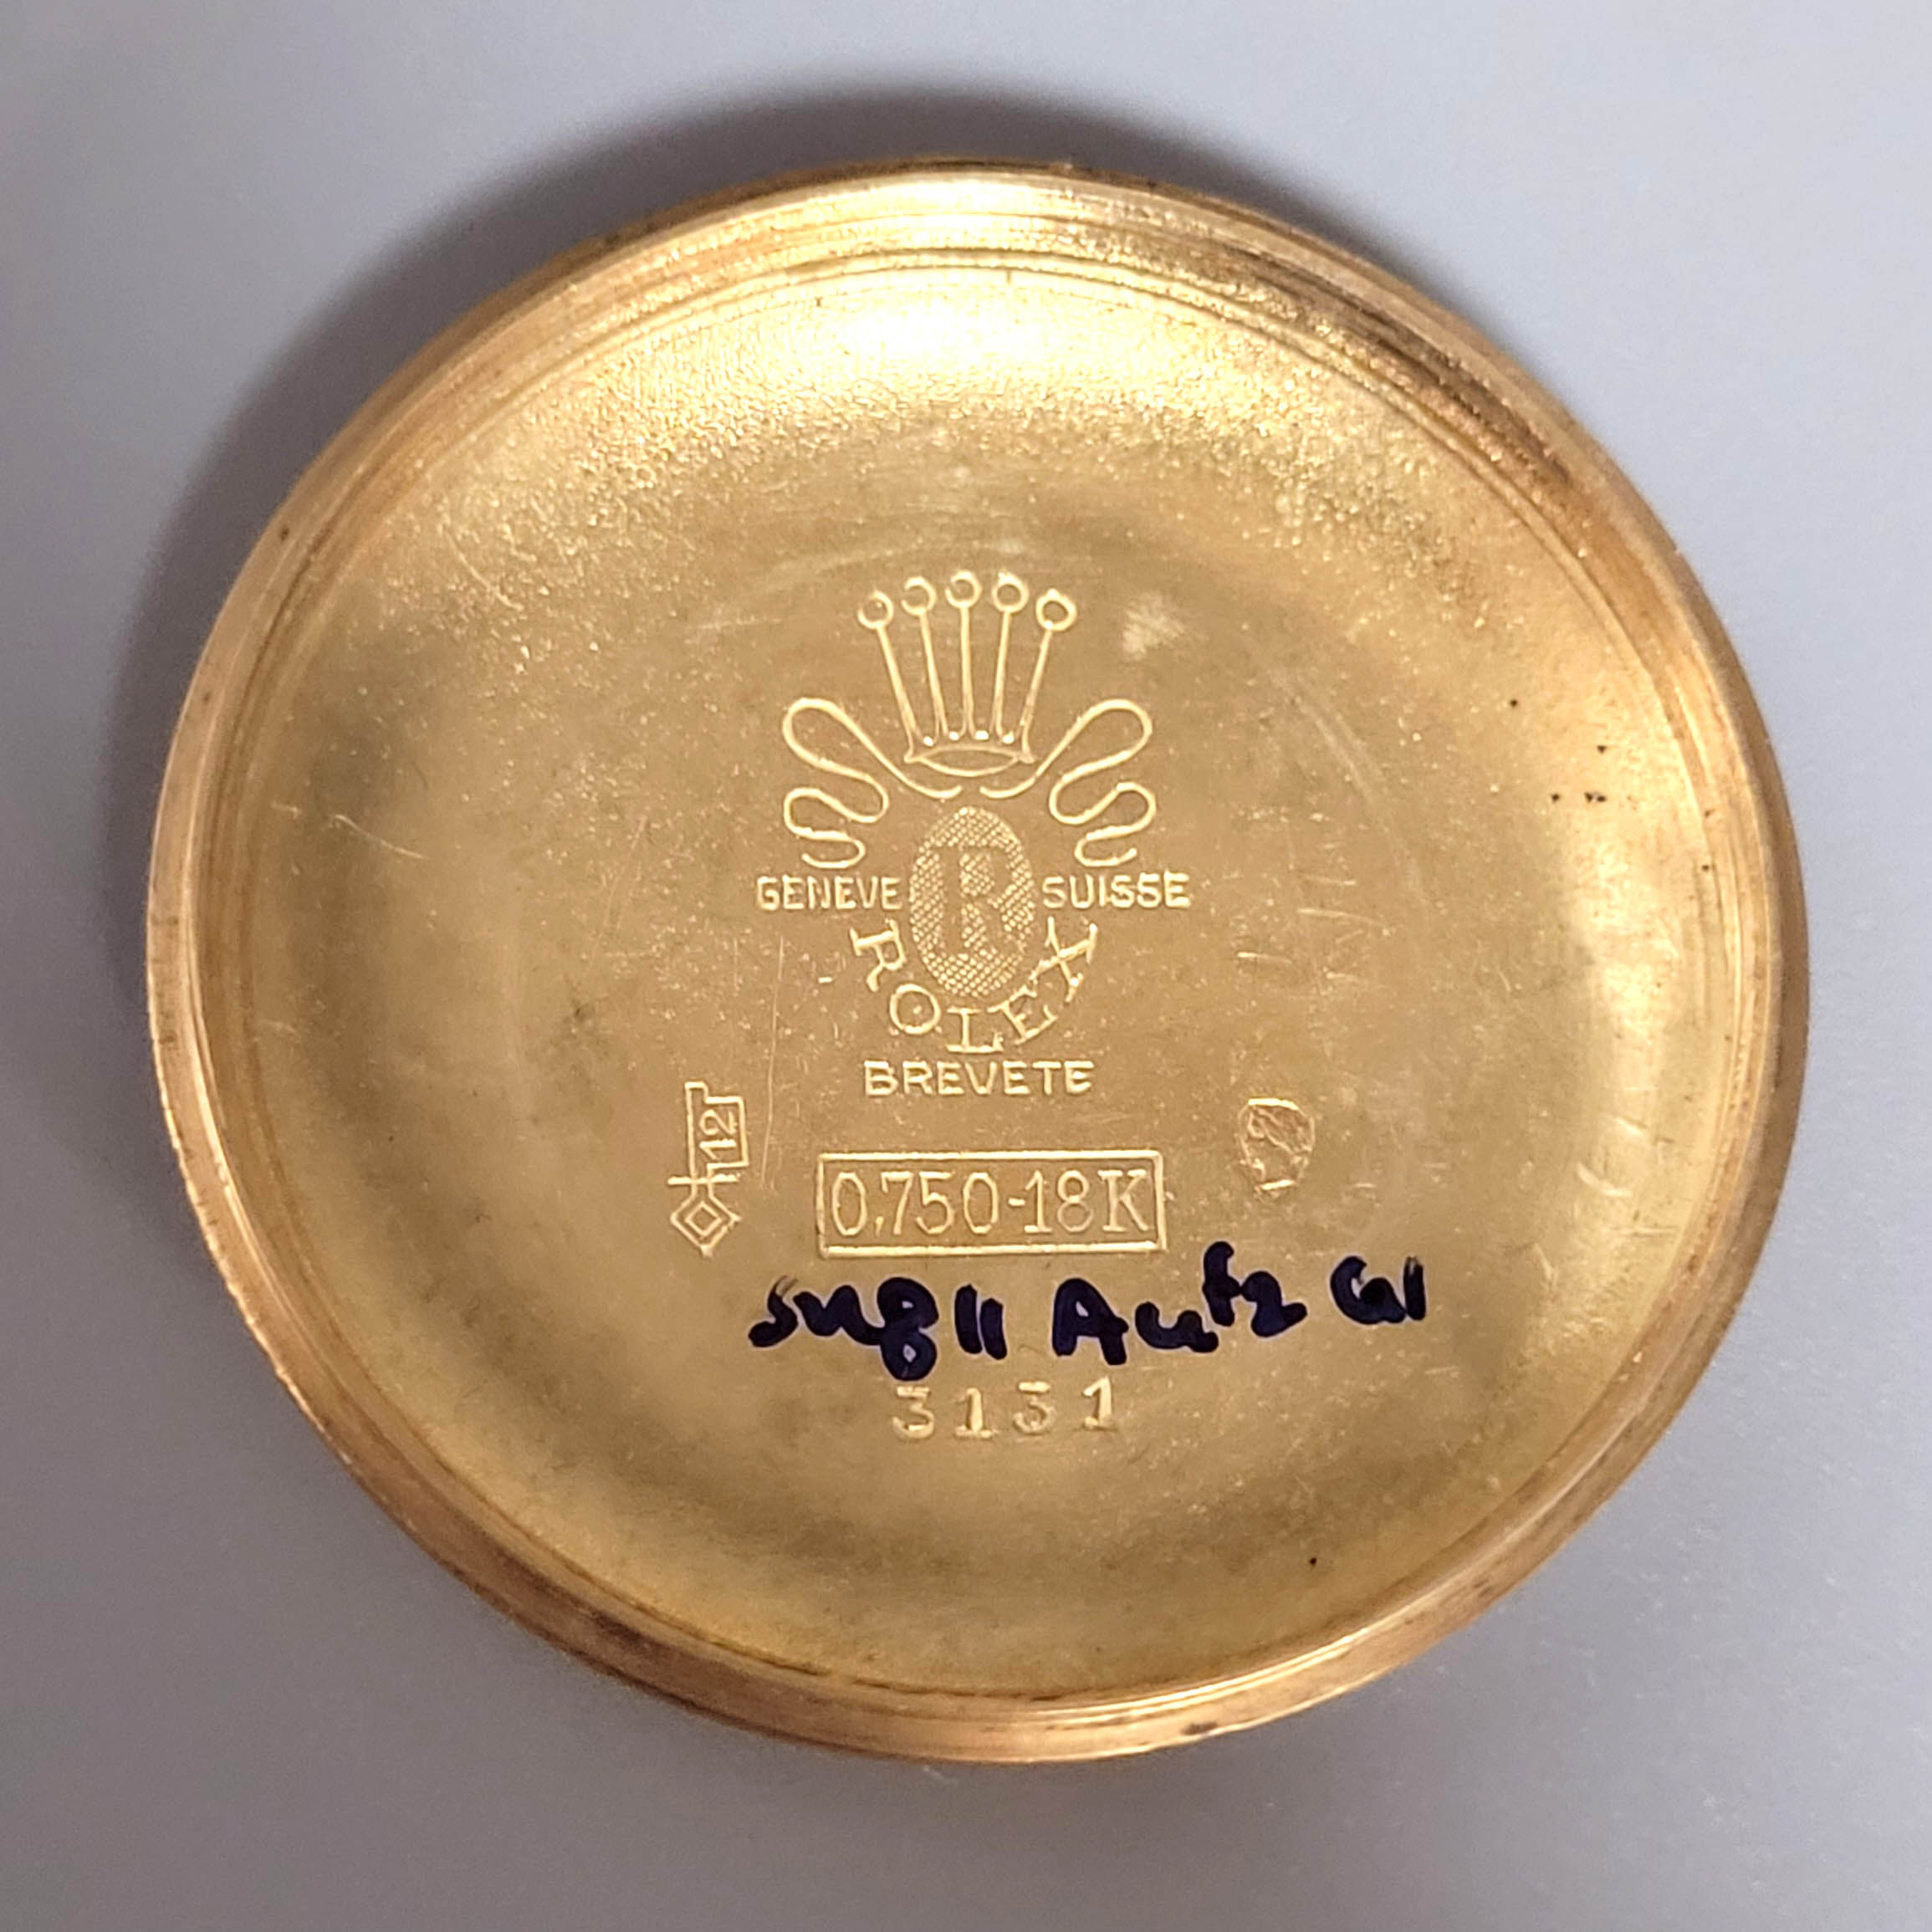 GENEVE R SUISSE
ROLEX
BREVETE
12
0,750-18K
3131